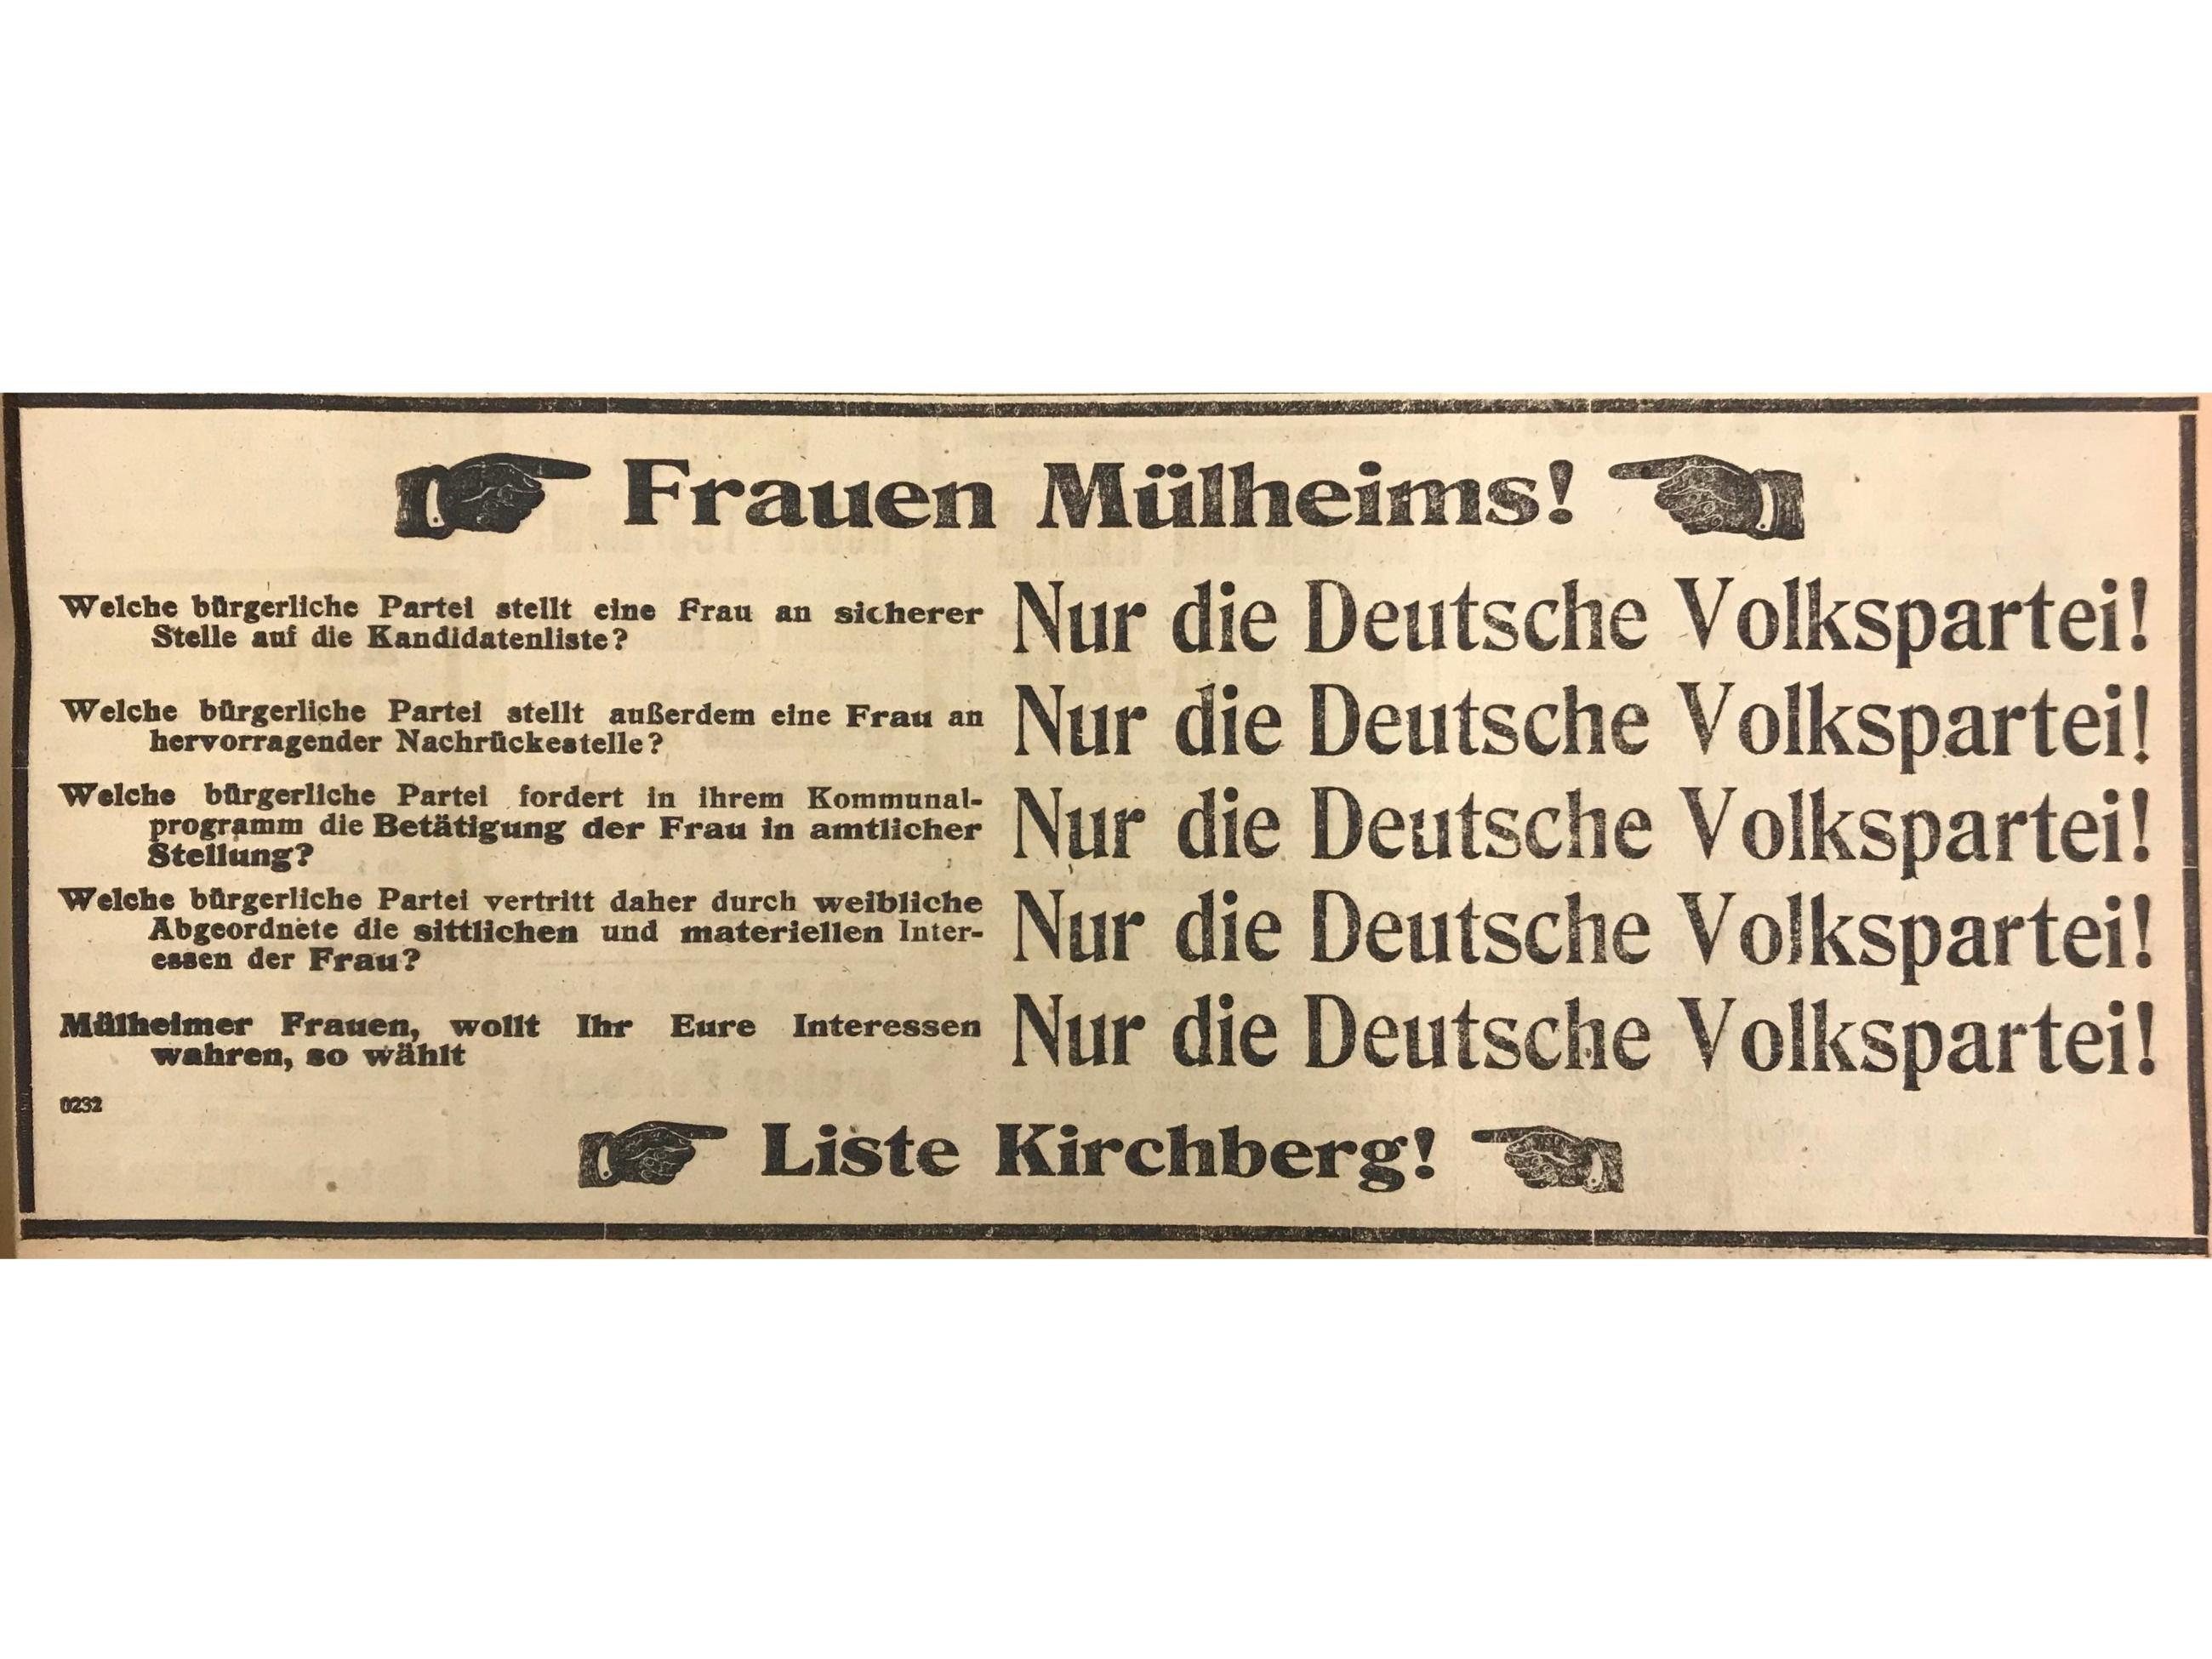 Frauen Mülheims!
Welche bürgerliche Partei stellt eine Frau an sicherer
Stelle auf die Kandidatenliste?
Nur die Deutsche Volkspartei!
Welche bürgerliche Partei stellt außerdem eine Frau an
hervorragender Nachrückestelle?
Nur die Deutsche Volkspartei!
Welche bürgerliche Partei fordert in ihrem Kommunal-
programm die Betätigung der Frau in amtlicher
Stellung?
Nur die Deutsche Volkspartei!
Welche bürgerliche Partei vertritt daher durch weibliche
Abgeordnete die sittlichen und materiellen Inter-
essen der Frau?
Nur die Deutsche Volkspartei!
Mülheimer Frauen, wollt Ihr Eure Interessen
wahren, so wählt
Nur die Deutsche Volkspartei!
0232
Liste Kirchberg!